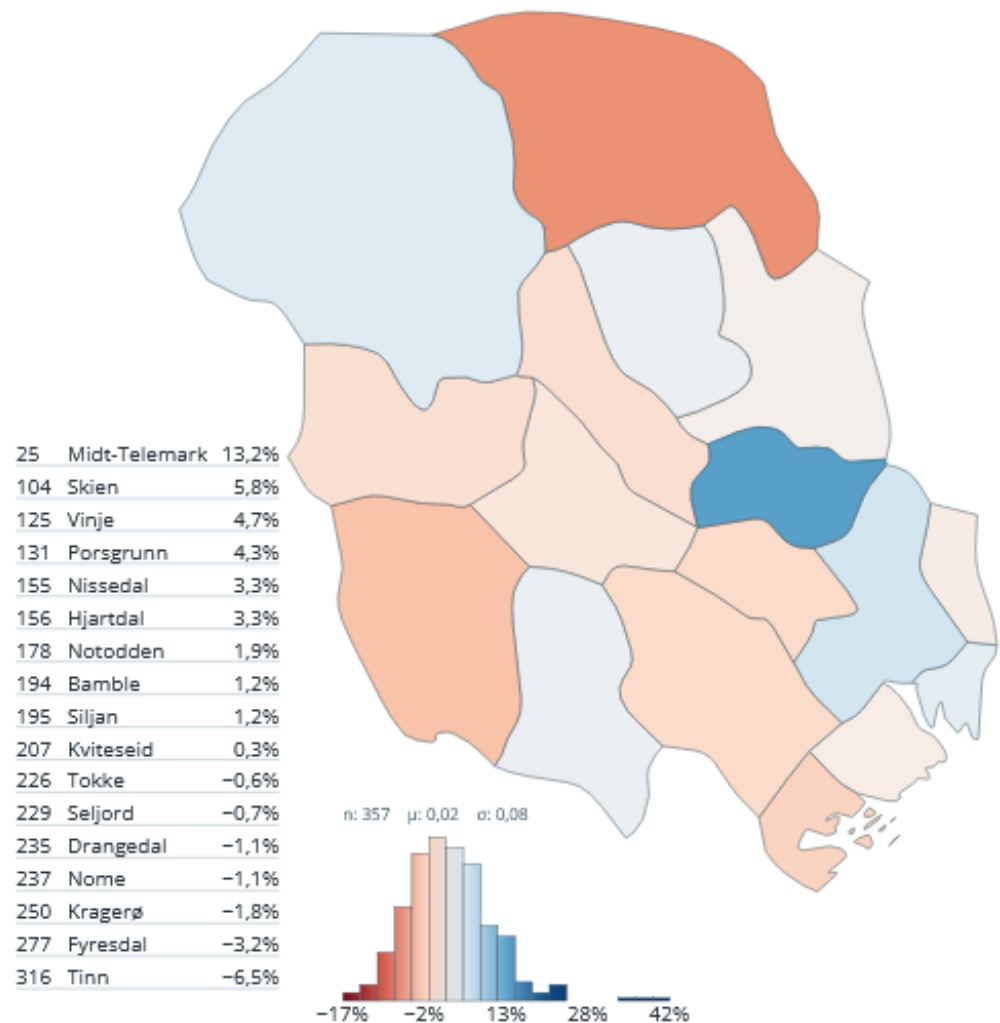 25 Midt-Telemark 13,2%
104 Skien 5,8%
125 Vinje 4,7%
131 Porsgrunn 4,3%
155 Nissedal 3,3%
156 Hjartdal 3,3%
178 Notodden 1,9%
194 Bamble 1,2%
195 Siljan 1,2%
207 Kviteseid 0,3%
226 Tokke −0,6%
229 Seljord −0,7%
235 Drangedal −1,1%
237 Nome −1,1%
250 Kragerø −1,8%
277 Fyresdal −3,2%
316 Tinn −6,5%
n: 357 µ: 0,02 σ: 0,08
−17% −2% 13% 28% 42%